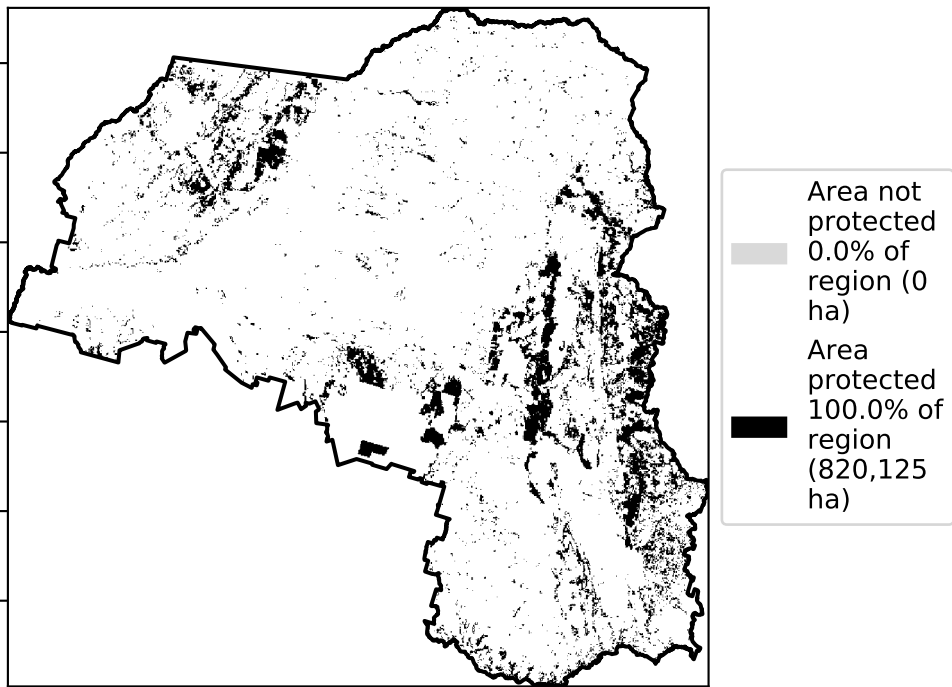 Area not
protected
0.0% of
region (0
ha)
Area
protected
100.0% of
region
(820,125
ha)